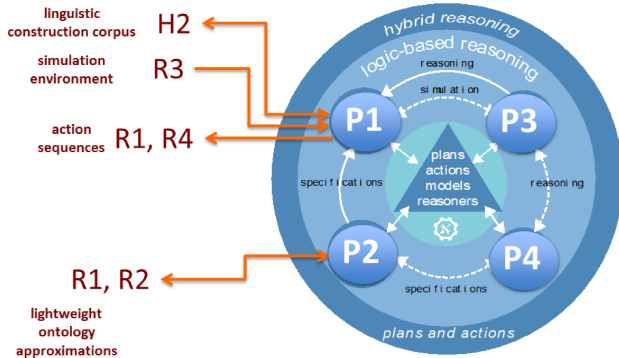 linguistic
construction corpus
H2
simulation
environment
R3
action
sequences
R1, R4
R1, R2
lightweight
ontology
approximations
hybrid reasoning
logic-based reasoning
reasoning
simulation
P1
P3
plans
actions
models
reasoners
specifications
reasoning
P2
P4
specifications
plans and actions